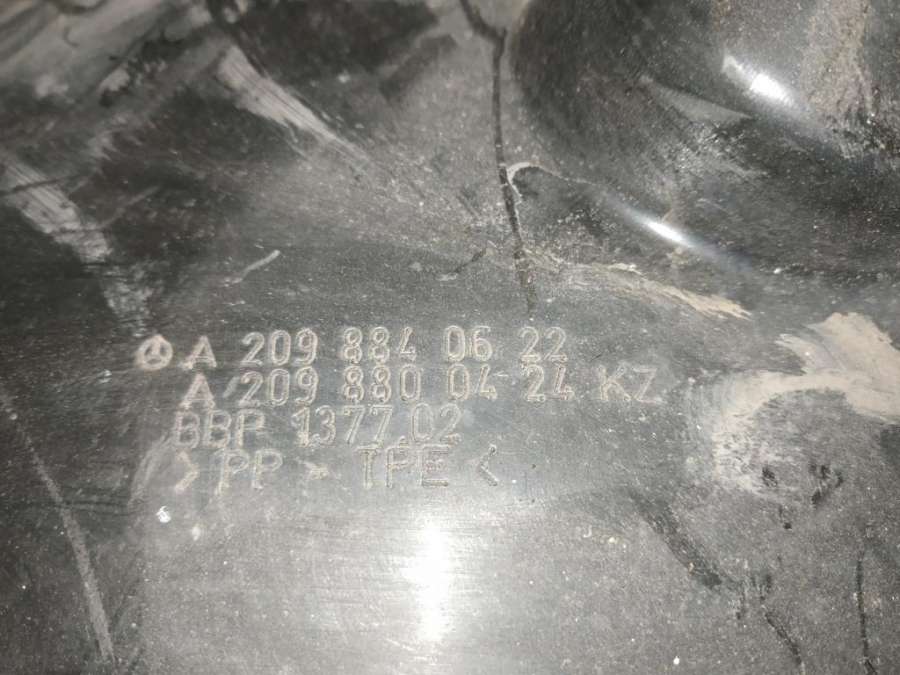 A 209 884 06 22
A 209 880 04 24 KZ
BBP 1377.02
> PP > TPE <